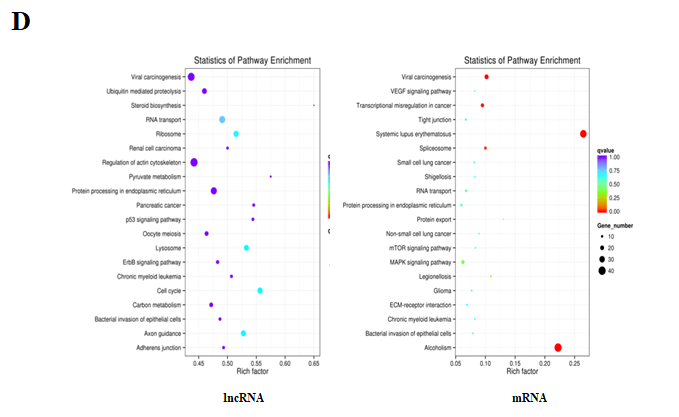 D
Statistics of Pathway Enrichment
Viral carcinogenesis
Ubiquitin mediated proteolysis
Steroid biosynthesis
RNA transport
Ribosome
Renal cell carcinoma
Regulation of actin cytoskeleton
Pyruvate metabolism
Protein processing in endoplasmic reticulum
Pancreatic cancer
p53 signaling pathway
Oocyte meiosis
Lysosome
ErbB signaling pathway
Chronic myeloid leukemia
Cell cycle
Carbon metabolism
Bacterial invasion of epithelial cells
Axon guidance
Adherens junction
0.45 0.50 0.55 0.60 0.65
Rich factor
lncRNA
Statistics of Pathway Enrichment
Viral carcinogenesis
VEGF signaling pathway
Transcriptional misregulation in cancer
Tight junction
Systemic lupus erythematosus
Spliceosome
Small cell lung cancer
Shigellosis
RNA transport
Protein processing in endoplasmic reticulum
Protein export
Non-small cell lung cancer
mTOR signaling pathway
MAPK signaling pathway
Legionellosis
Glioma
ECM-receptor interaction
Chronic myeloid leukemia
Bacterial invasion of epithelial cells
Alcoholism
0.05 0.10 0.15 0.20 0.25
Rich factor
qvalue
1.00
0.75
0.50
0.25
0.00
Gene_number
10
20
30
40
mRNA